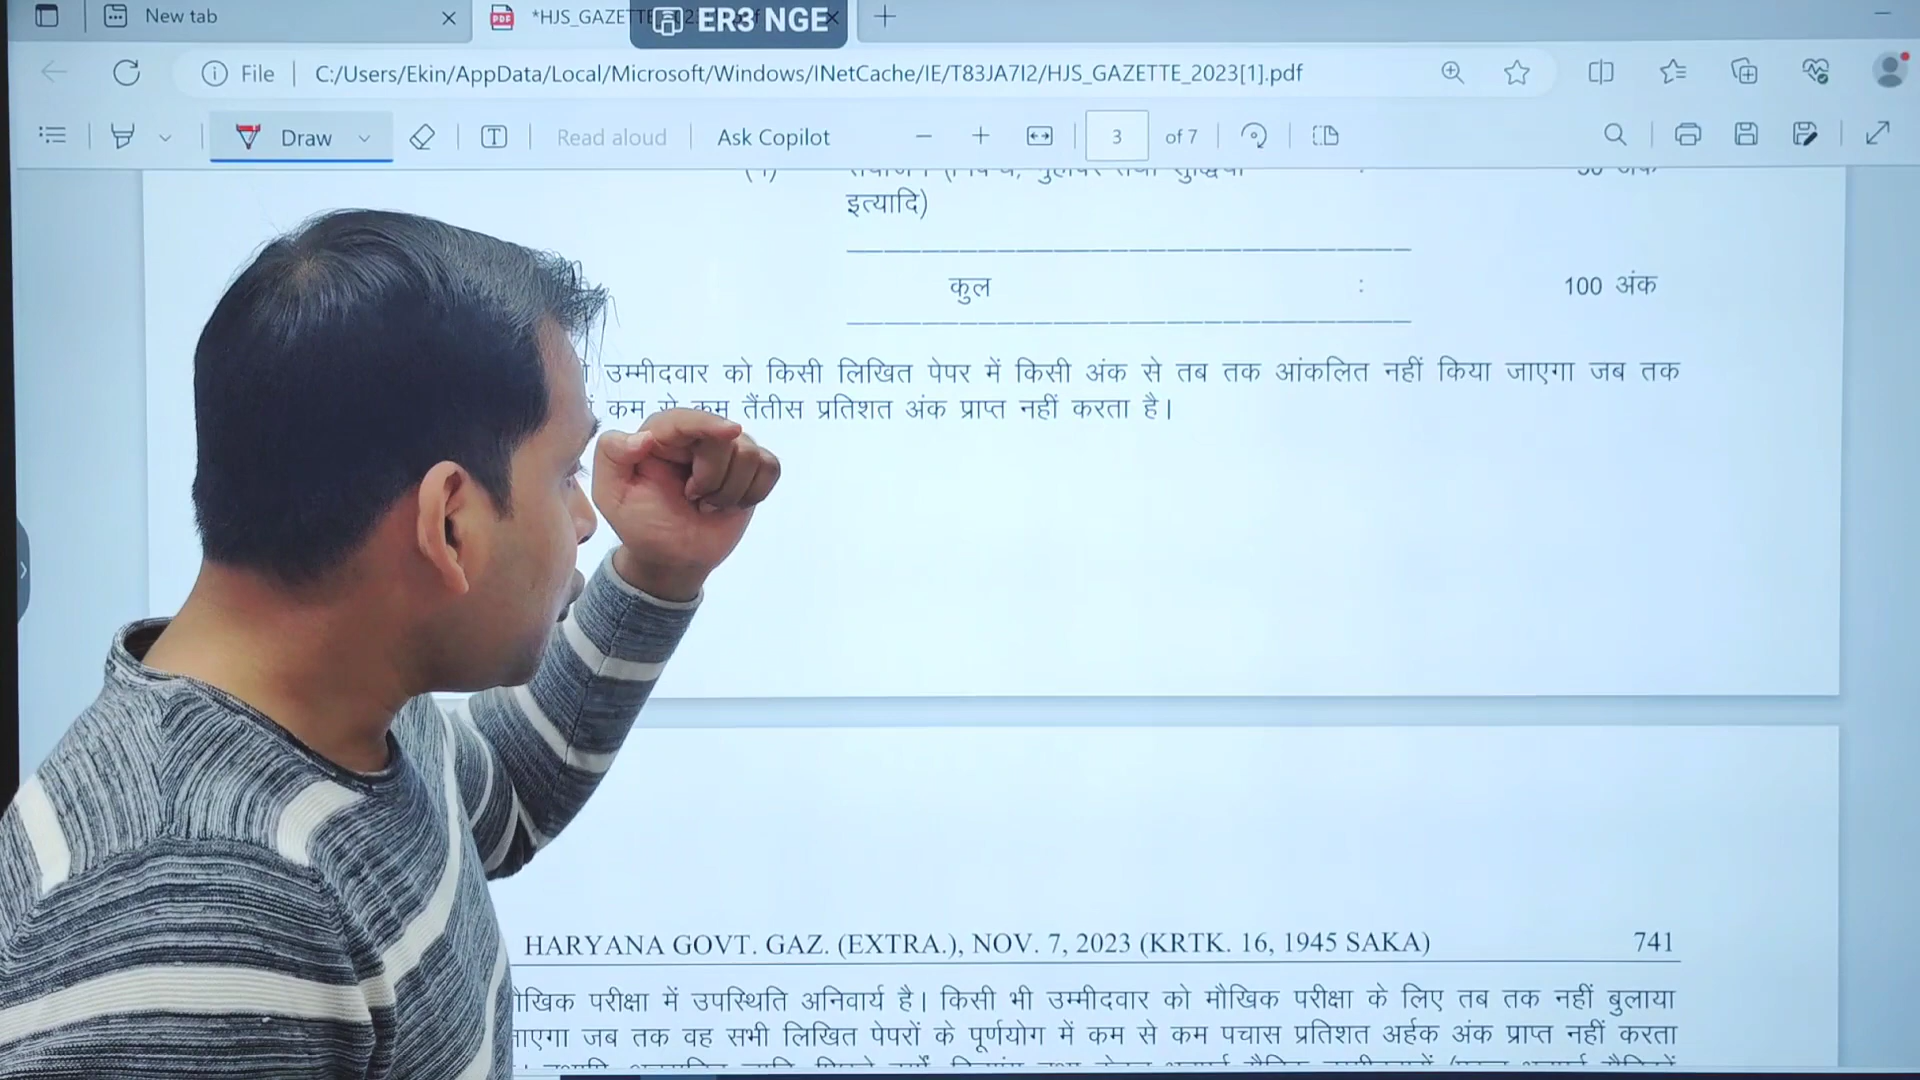 New tab
*HJS_GAZETT
ER3 NGE
File
C:/Users/Ekin/AppData/Local/Microsoft/Windows/INetCache/IE/T83JA7I2/HJS_GAZETTE_2023[1].pdf
Draw
Read aloud
Ask Copilot
3 of 7
इत्यादि)
कुल : 100 अंक
उम्मीदवार को किसी लिखित पेपर में किसी अंक से तब तक आंकलित नहीं किया जाएगा जब तक
कम से कम तैंतीस प्रतिशत अंक प्राप्त नहीं करता है।
HARYANA GOVT. GAZ. (EXTRA.), NOV. 7, 2023 (KRTK. 16, 1945 SAKA) 741
परीक्षा में उपस्थिति अनिवार्य है। किसी भी उम्मीदवार को मौखिक परीक्षा के लिए तब तक नहीं बुलाया
जब तक वह सभी लिखित पेपरों के पूर्णयोग में कम से कम पचास प्रतिशत अर्हक अंक प्राप्त नहीं करता